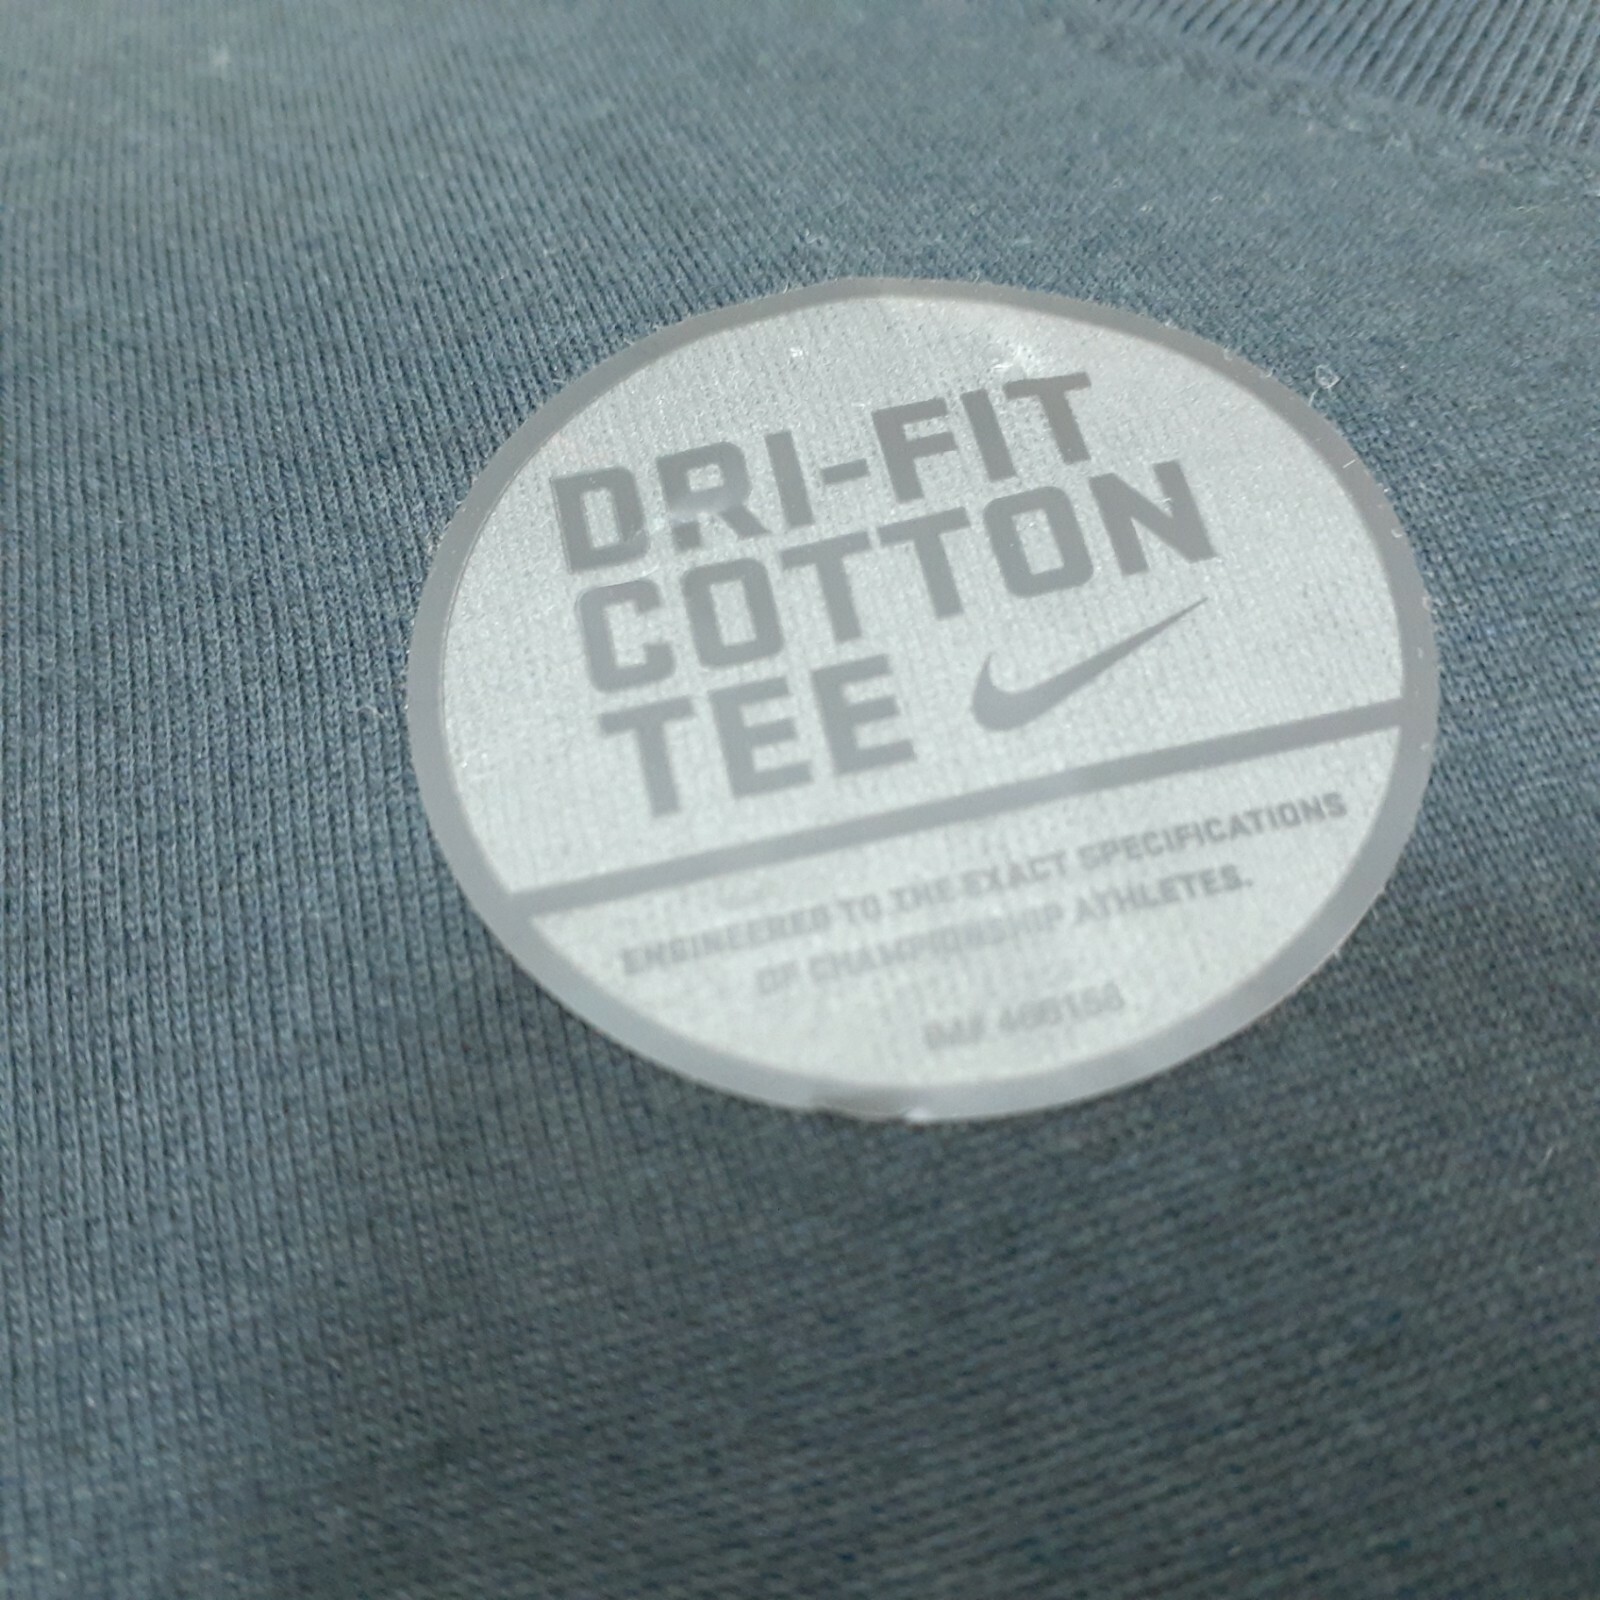 DRI-FIT
COTTON
TEE
ENGINEERED TO THE EXACT SPECIFICATIONS
OF CHAMPIONSHIP ATHLETES.